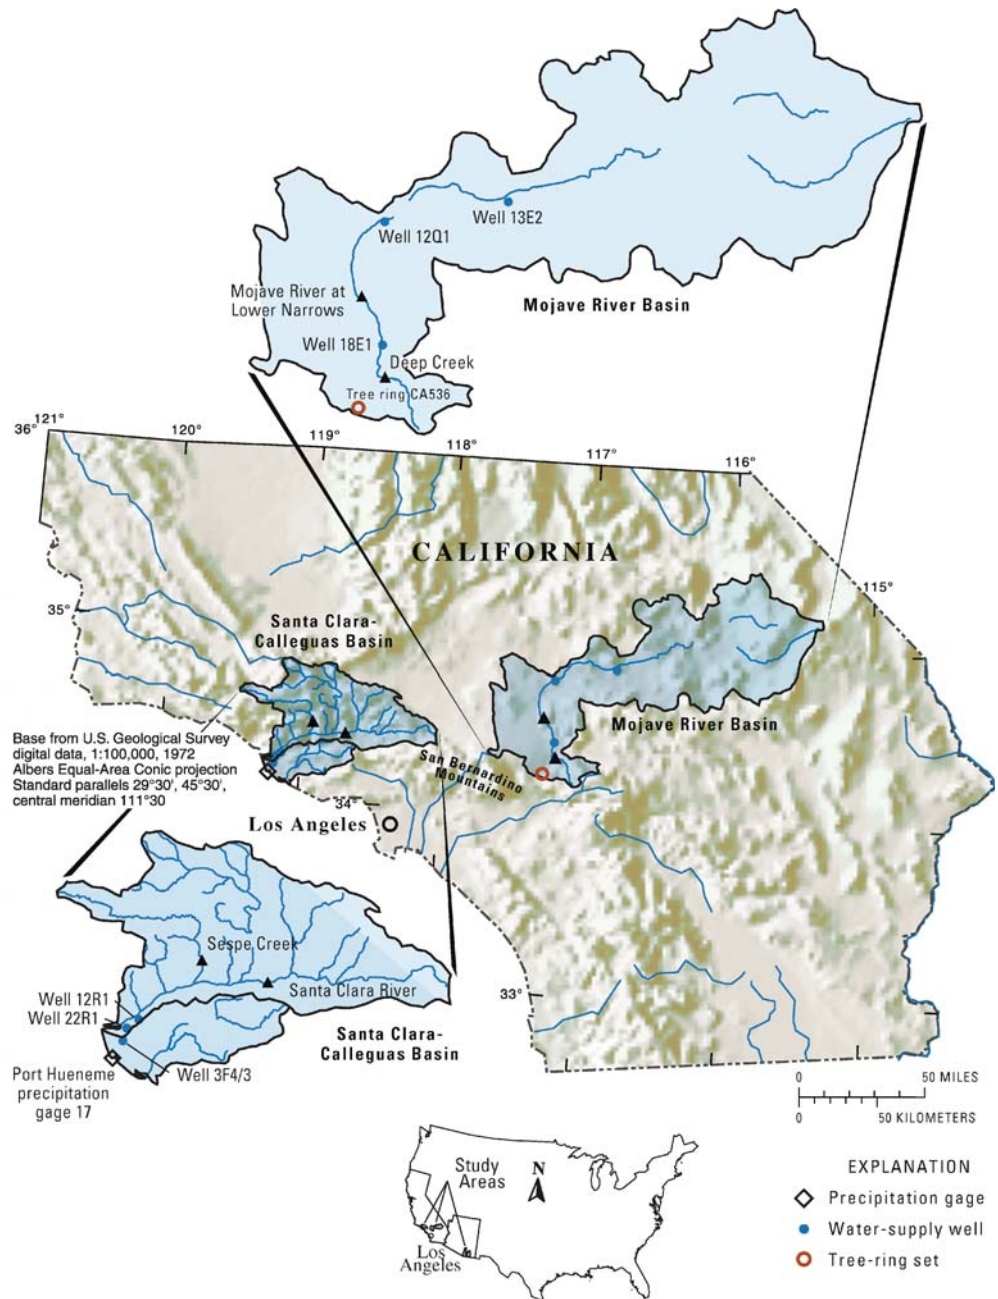 Well 13E2
Well 12Q1
Mojave River at
Lower Narrows
Mojave River Basin
Well 18E1
Deep Creek
Tree ring CA536
36°
121°
120°
119°
118°
117°
116°
CALIFORNIA
115°
35°
Santa Clara-
Calleguas Basin
Mojave River Basin
Base from U.S. Geological Survey
digital data, 1:100,000, 1972
Albers Equal-Area Conic projection
Standard parallels 29°30', 45°30',
central meridian 111°30
San Bernardino
Mountains
34°
Los Angeles
Sespe Creek
Santa Clara River
33°
Well 12R1
Well 22R1
Santa Clara-
Calleguas Basin
Port Hueneme
precipitation
gage 17
Well 3F4/3
0 50 MILES
0 50 KILOMETERS
Study
Areas
N
Los
Angeles
EXPLANATION
Precipitation gage
Water-supply well
Tree-ring set